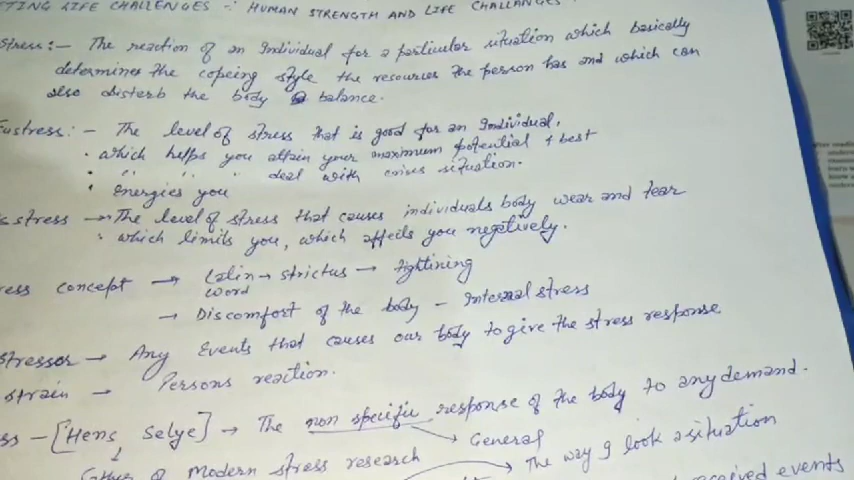 TING LIFE CHALLENGES -: HUMAN STRENGTH AND LIFE CHALLANGES
Stress:- The reaction of an Individual for a particular situation which basically
determines the copeing style the resources the person has and which can
also disturb the body balance.
Eustress:- The level of stress that is good for an Individual.
• which helps you attain your maximum potential & best
• " " " deal with crises situation.
• Energies you
stress → The level of stress that causes individuals body wear and tear
• which limits you, which affects you negatively.
ress concept → Latin → strictus → tightining
word
→ Discomfort of the body - Internal stress
stressor → Any Events that causes our body to give the stress response
strain - Persons reaction.
ss - [Hens Selye] → The non specific response of the body to any demand.
→ General
father of Modern stress research
→ The way I look a situation
events